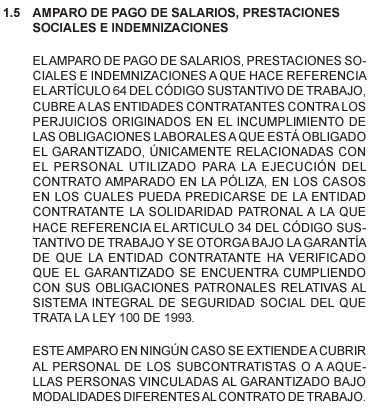 1.5 AMPARO DE PAGO DE SALARIOS, PRESTACIONES
SOCIALES E INDEMNIZACIONES
EL AMPARO DE PAGO DE SALARIOS, PRESTACIONES SO-
CIALES E INDEMNIZACIONES A QUE HACE REFERENCIA
EL ARTÍCULO 64 DEL CÓDIGO SUSTANTIVO DE TRABAJO,
CUBRE A LAS ENTIDADES CONTRATANTES CONTRA LOS
PERJUICIOS ORIGINADOS EN EL INCUMPLIMIENTO DE
LAS OBLIGACIONES LABORALES A QUE ESTÁ OBLIGADO
EL GARANTIZADO, ÚNICAMENTE RELACIONADAS CON
EL PERSONAL UTILIZADO PARA LA EJECUCIÓN DEL
CONTRATO AMPARADO EN LA PÓLIZA, EN LOS CASOS
EN LOS CUALES PUEDA PREDICARSE DE LA ENTIDAD
CONTRATANTE LA SOLIDARIDAD PATRONAL A LA QUE
HACE REFERENCIA EL ARTICULO 34 DEL CÓDIGO SUS-
TANTIVO DE TRABAJO Y SE OTORGA BAJO LA GARANTÍA
DE QUE LA ENTIDAD CONTRATANTE HA VERIFICADO
QUE EL GARANTIZADO SE ENCUENTRA CUMPLIENDO
CON SUS OBLIGACIONES PATRONALES RELATIVAS AL
SISTEMA INTEGRAL DE SEGURIDAD SOCIAL DEL QUE
TRATA LA LEY 100 DE 1993.
ESTE AMPARO EN NINGÚN CASO SE EXTIENDE A CUBRIR
AL PERSONAL DE LOS SUBCONTRATISTAS O A AQUE-
LLAS PERSONAS VINCULADAS AL GARANTIZADO BAJO
MODALIDADES DIFERENTES AL CONTRATO DE TRABAJO.